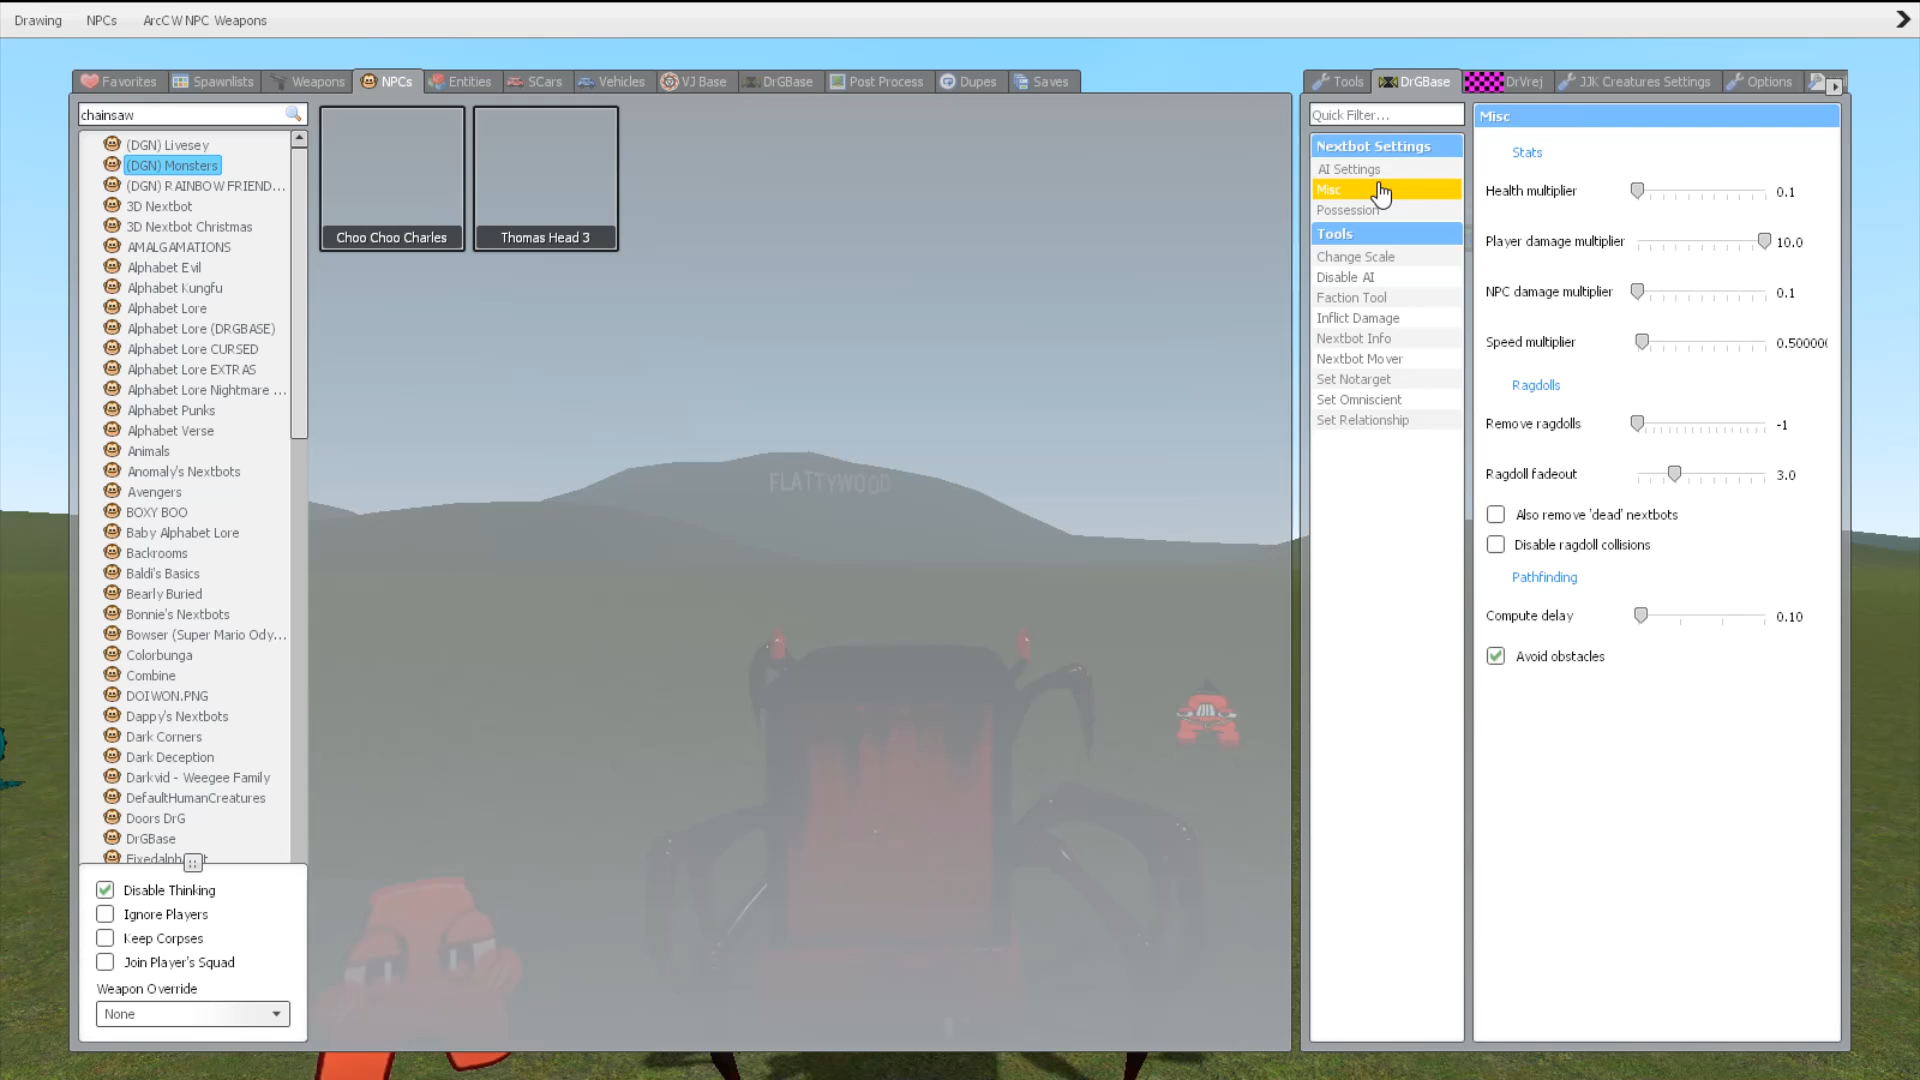 Drawing NPCs ArcCW NPC Weapons
Favorites Spawnlists Weapons NPCs Entities SCars Vehicles VJ Base DrGBase Post Process Dupes Saves
chainsaw
(DGN) Livesey
(DGN) Monsters
(DGN) RAINBOW FRIEND...
3D Nextbot
3D Nextbot Christmas
AMALGAMATIONS
Alphabet Evil
Alphabet Kungfu
Alphabet Lore
Alphabet Lore (DRGBASE)
Alphabet Lore CURSED
Alphabet Lore EXTRAS
Alphabet Lore Nightmare ...
Alphabet Punks
Alphabet Verse
Animals
Anomaly's Nextbots
Avengers
BOXY BOO
Baby Alphabet Lore
Backrooms
Baldi's Basics
Bearly Buried
Bonnie's Nextbots
Bowser (Super Mario Ody...
Colorbunga
Combine
DOIWON.PNG
Dappy's Nextbots
Dark Corners
Dark Deception
Darkvid - Weegee Family
DefaultHumanCreatures
Doors DrG
DrGBase
Disable Thinking
Ignore Players
Keep Corpses
Join Player's Squad
Weapon Override
None
Choo Choo Charles
Thomas Head 3
FLATTYWOOD
Tools DrGBase DrVrej JJK Creatures Settings Options
Quick Filter...
Nextbot Settings
AI Settings
Misc
Possession
Tools
Change Scale
Disable AI
Faction Tool
Inflict Damage
Nextbot Info
Nextbot Mover
Set Notarget
Set Omniscient
Set Relationship
Misc
Stats
Health multiplier 0.1
Player damage multiplier 10.0
NPC damage multiplier 0.1
Speed multiplier 0.500000
Ragdolls
Remove ragdolls -1
Ragdoll fadeout 3.0
Also remove 'dead' nextbots
Disable ragdoll collisions
Pathfinding
Compute delay 0.10
Avoid obstacles